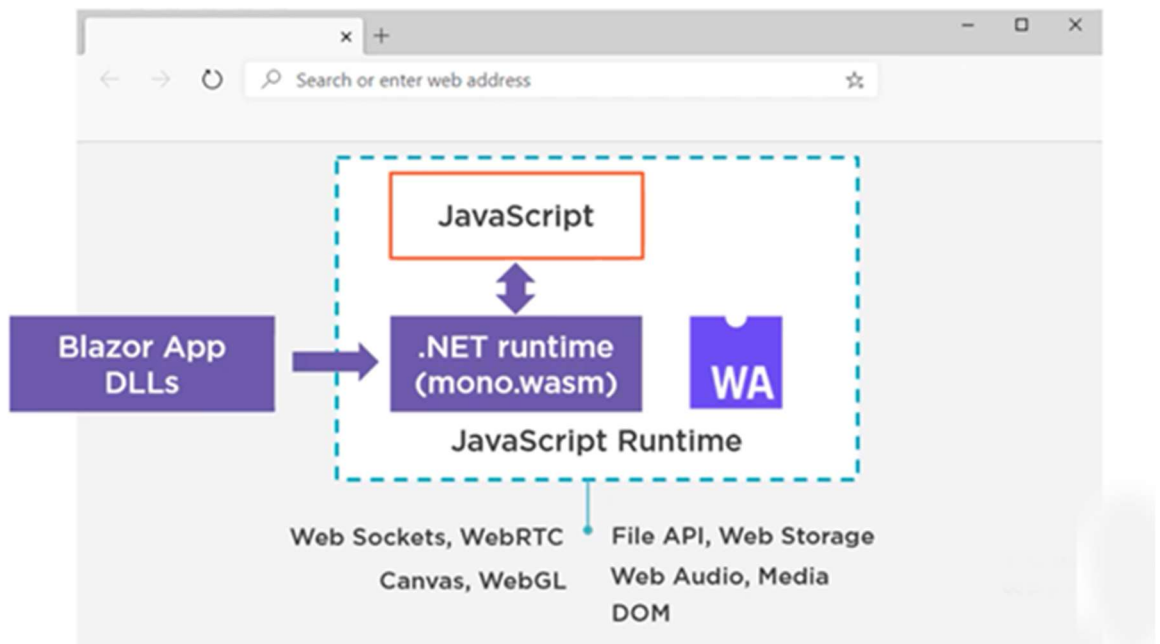 Search or enter web address
JavaScript
Blazor App
DLLs
.NET runtime
(mono.wasm)
WA
JavaScript Runtime
Web Sockets, WebRTC
File API, Web Storage
Canvas, WebGL
Web Audio, Media
DOM